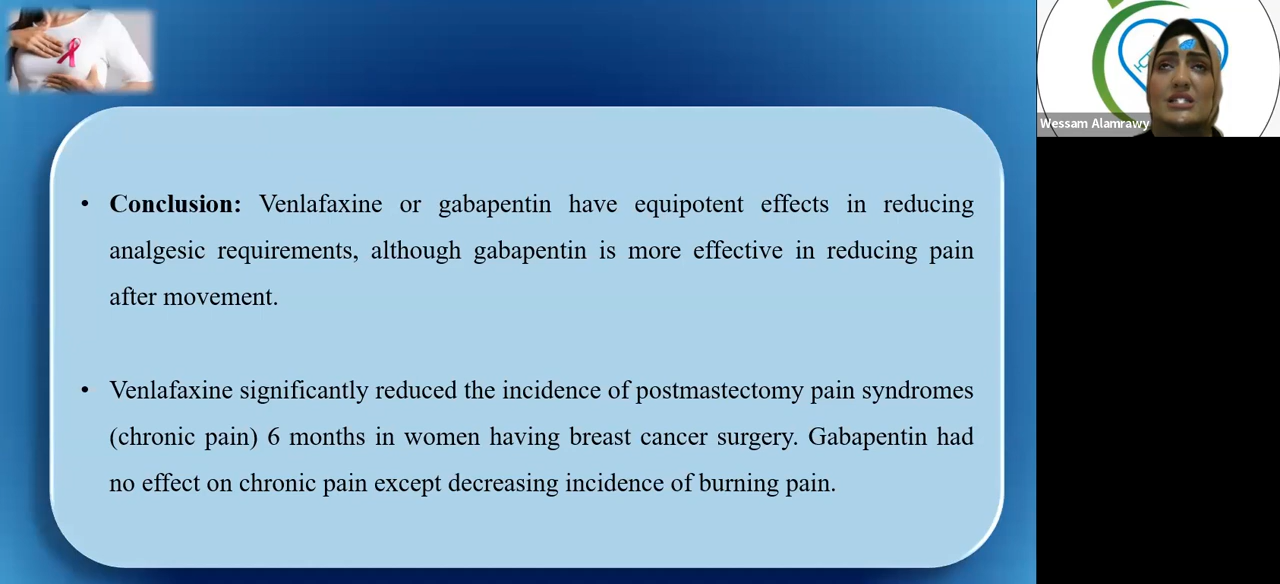 Wessam Alamrawy
• Conclusion: Venlafaxine or gabapentin have equipotent effects in reducing
analgesic requirements, although gabapentin is more effective in reducing pain
after movement.
• Venlafaxine significantly reduced the incidence of postmastectomy pain syndromes
(chronic pain) 6 months in women having breast cancer surgery. Gabapentin had
no effect on chronic pain except decreasing incidence of burning pain.